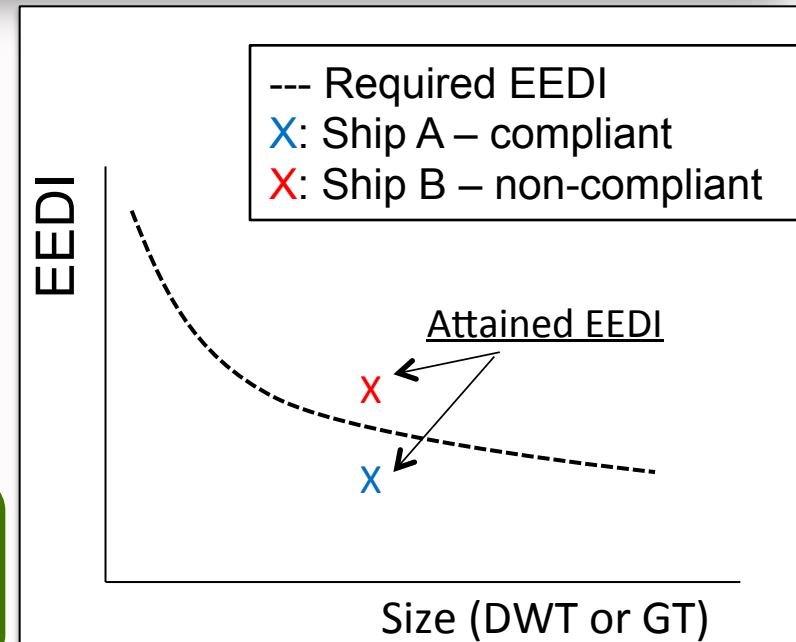 --- Required EEDI
X: Ship A – compliant
X: Ship B – non-compliant
EEDI
Attained EEDI
X
X
Size (DWT or GT)